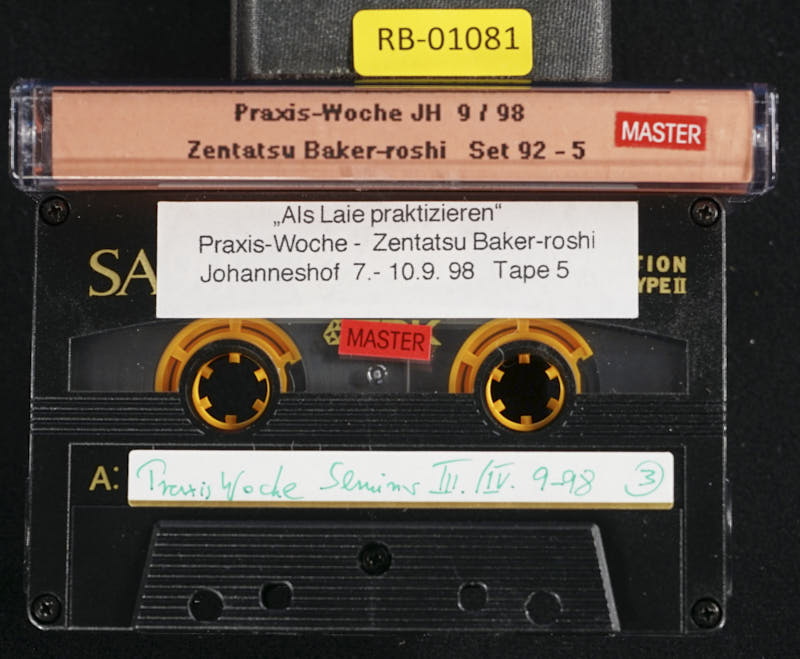 RB-01081
Praxis-Woche JH 9 / 98
Zentatsu Baker-roshi Set 92 - 5
MASTER
„Als Laie praktizieren“
Praxis-Woche - Zentatsu Baker-roshi
Johanneshof 7.- 10.9. 98 Tape 5
SA
TION
YPE II
MASTER
A: Praxis Woche Seminar III./IV. 9-98 3